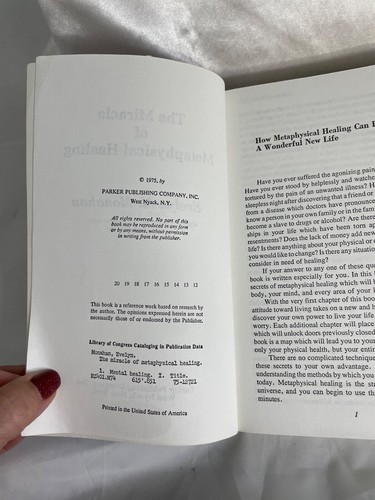 © 1975, by
PARKER PUBLISHING COMPANY, INC.
West Nyack, N.Y.
All rights reserved. No part of this
book may be reproduced in any form
or by any means, without permission
in writing from the publisher.
20 19 18 17 16 15 14 13 12
This book is a reference work based on research by
the author. The opinions expressed herein are not
necessarily those of or endorsed by the Publisher.
Library of Congress Cataloging in Publication Data
Monahan, Evelyn.
The miracle of metaphysical healing.
1. Mental healing. I. Title.
RZ401.M74 615'.851 75-12721
Printed in the United States of America
How Metaphysical Healing Can
A Wonderful New Life
Have you ever suffered the agonizing pain
Have you ever stood by helplessly and watche
tortured by the pain of an unwanted illness? H
sleepless night discovering that a friend or
from a disease which doctors have pronounc
know a person in your own family or in the fam
become a slave to drugs or alcohol? Are there
ships in your life which have been torn ap
resentments? Does the lack of money add new
life? Is there anything about your physical or
you would like to change? Is there any situation
consider in need of healing?
If your answer to any one of these que
book is written especially for you. In this
secrets of metaphysical healing which will b
body, your mind, and every area of your l
With the very first chapter of this book
attitude toward living takes on a new and b
discover your own power to live your life
worry. Each additional chapter will place
which will unlock doors previously closed
book is a map which will lead you to
only your physical health, but your entire
There are no complicated technique
these secrets to your own advantage.
understanding the methods by which you
today. Metaphysical healing is the str
universe, and you can begin to use th
minutes.
1